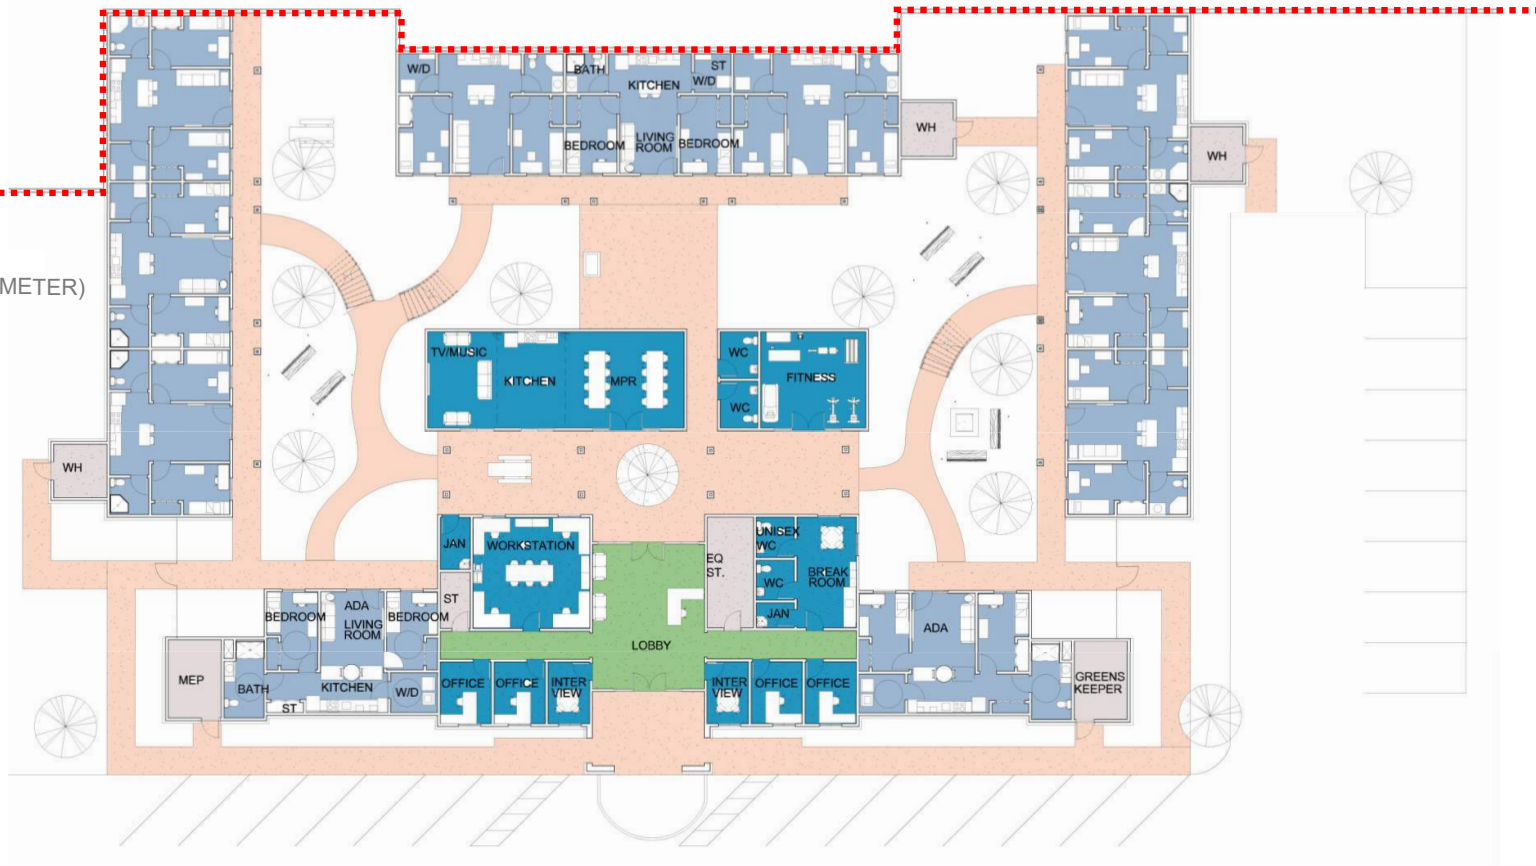 W/D
BATH
KITCHEN
ST
W/D
BEDROOM
LIVING
ROOM
BEDROOM
WH
WH
METER)
TV/MUSIC
KITCHEN
MPR
WC
WC
FITNESS
WH
JAN
WORKSTATION
EQ
ST.
UNISEX
WC
WC
BREAK
ROOM
JAN
ST
BEDROOM
ADA
LIVING
ROOM
BEDROOM
LOBBY
ADA
MEP
BATH
KITCHEN
W/D
ST
OFFICE
OFFICE
INTER
VIEW
INTER
VIEW
OFFICE
OFFICE
GREENS
KEEPER